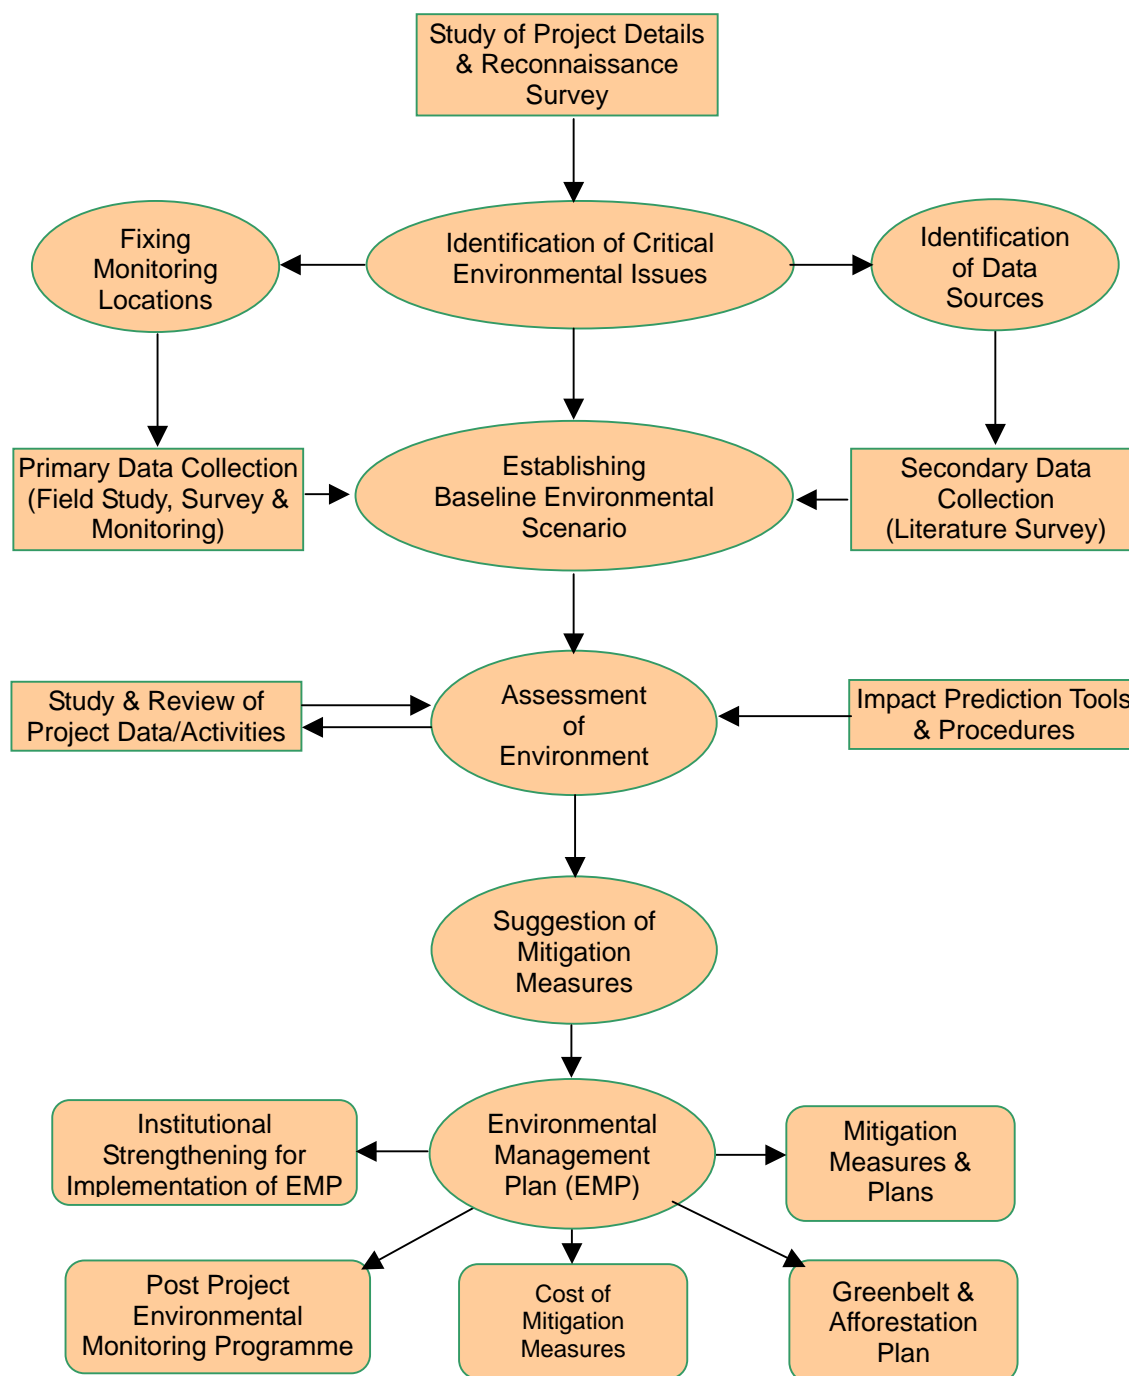 Study of Project Details
& Reconnaissance
Survey
Fixing
Monitoring
Locations
Identification of Critical
Environmental Issues
Identification
of Data
Sources
Primary Data Collection
(Field Study, Survey &
Monitoring)
Establishing
Baseline Environmental
Scenario
Secondary Data
Collection
(Literature Survey)
Study & Review of
Project Data/Activities
Assessment
of
Environment
Impact Prediction Tools
& Procedures
Suggestion of
Mitigation
Measures
Institutional
Strengthening for
Implementation of EMP
Environmental
Management
Plan (EMP)
Mitigation
Measures &
Plans
Post Project
Environmental
Monitoring Programme
Cost of
Mitigation
Measures
Greenbelt &
Afforestation
Plan